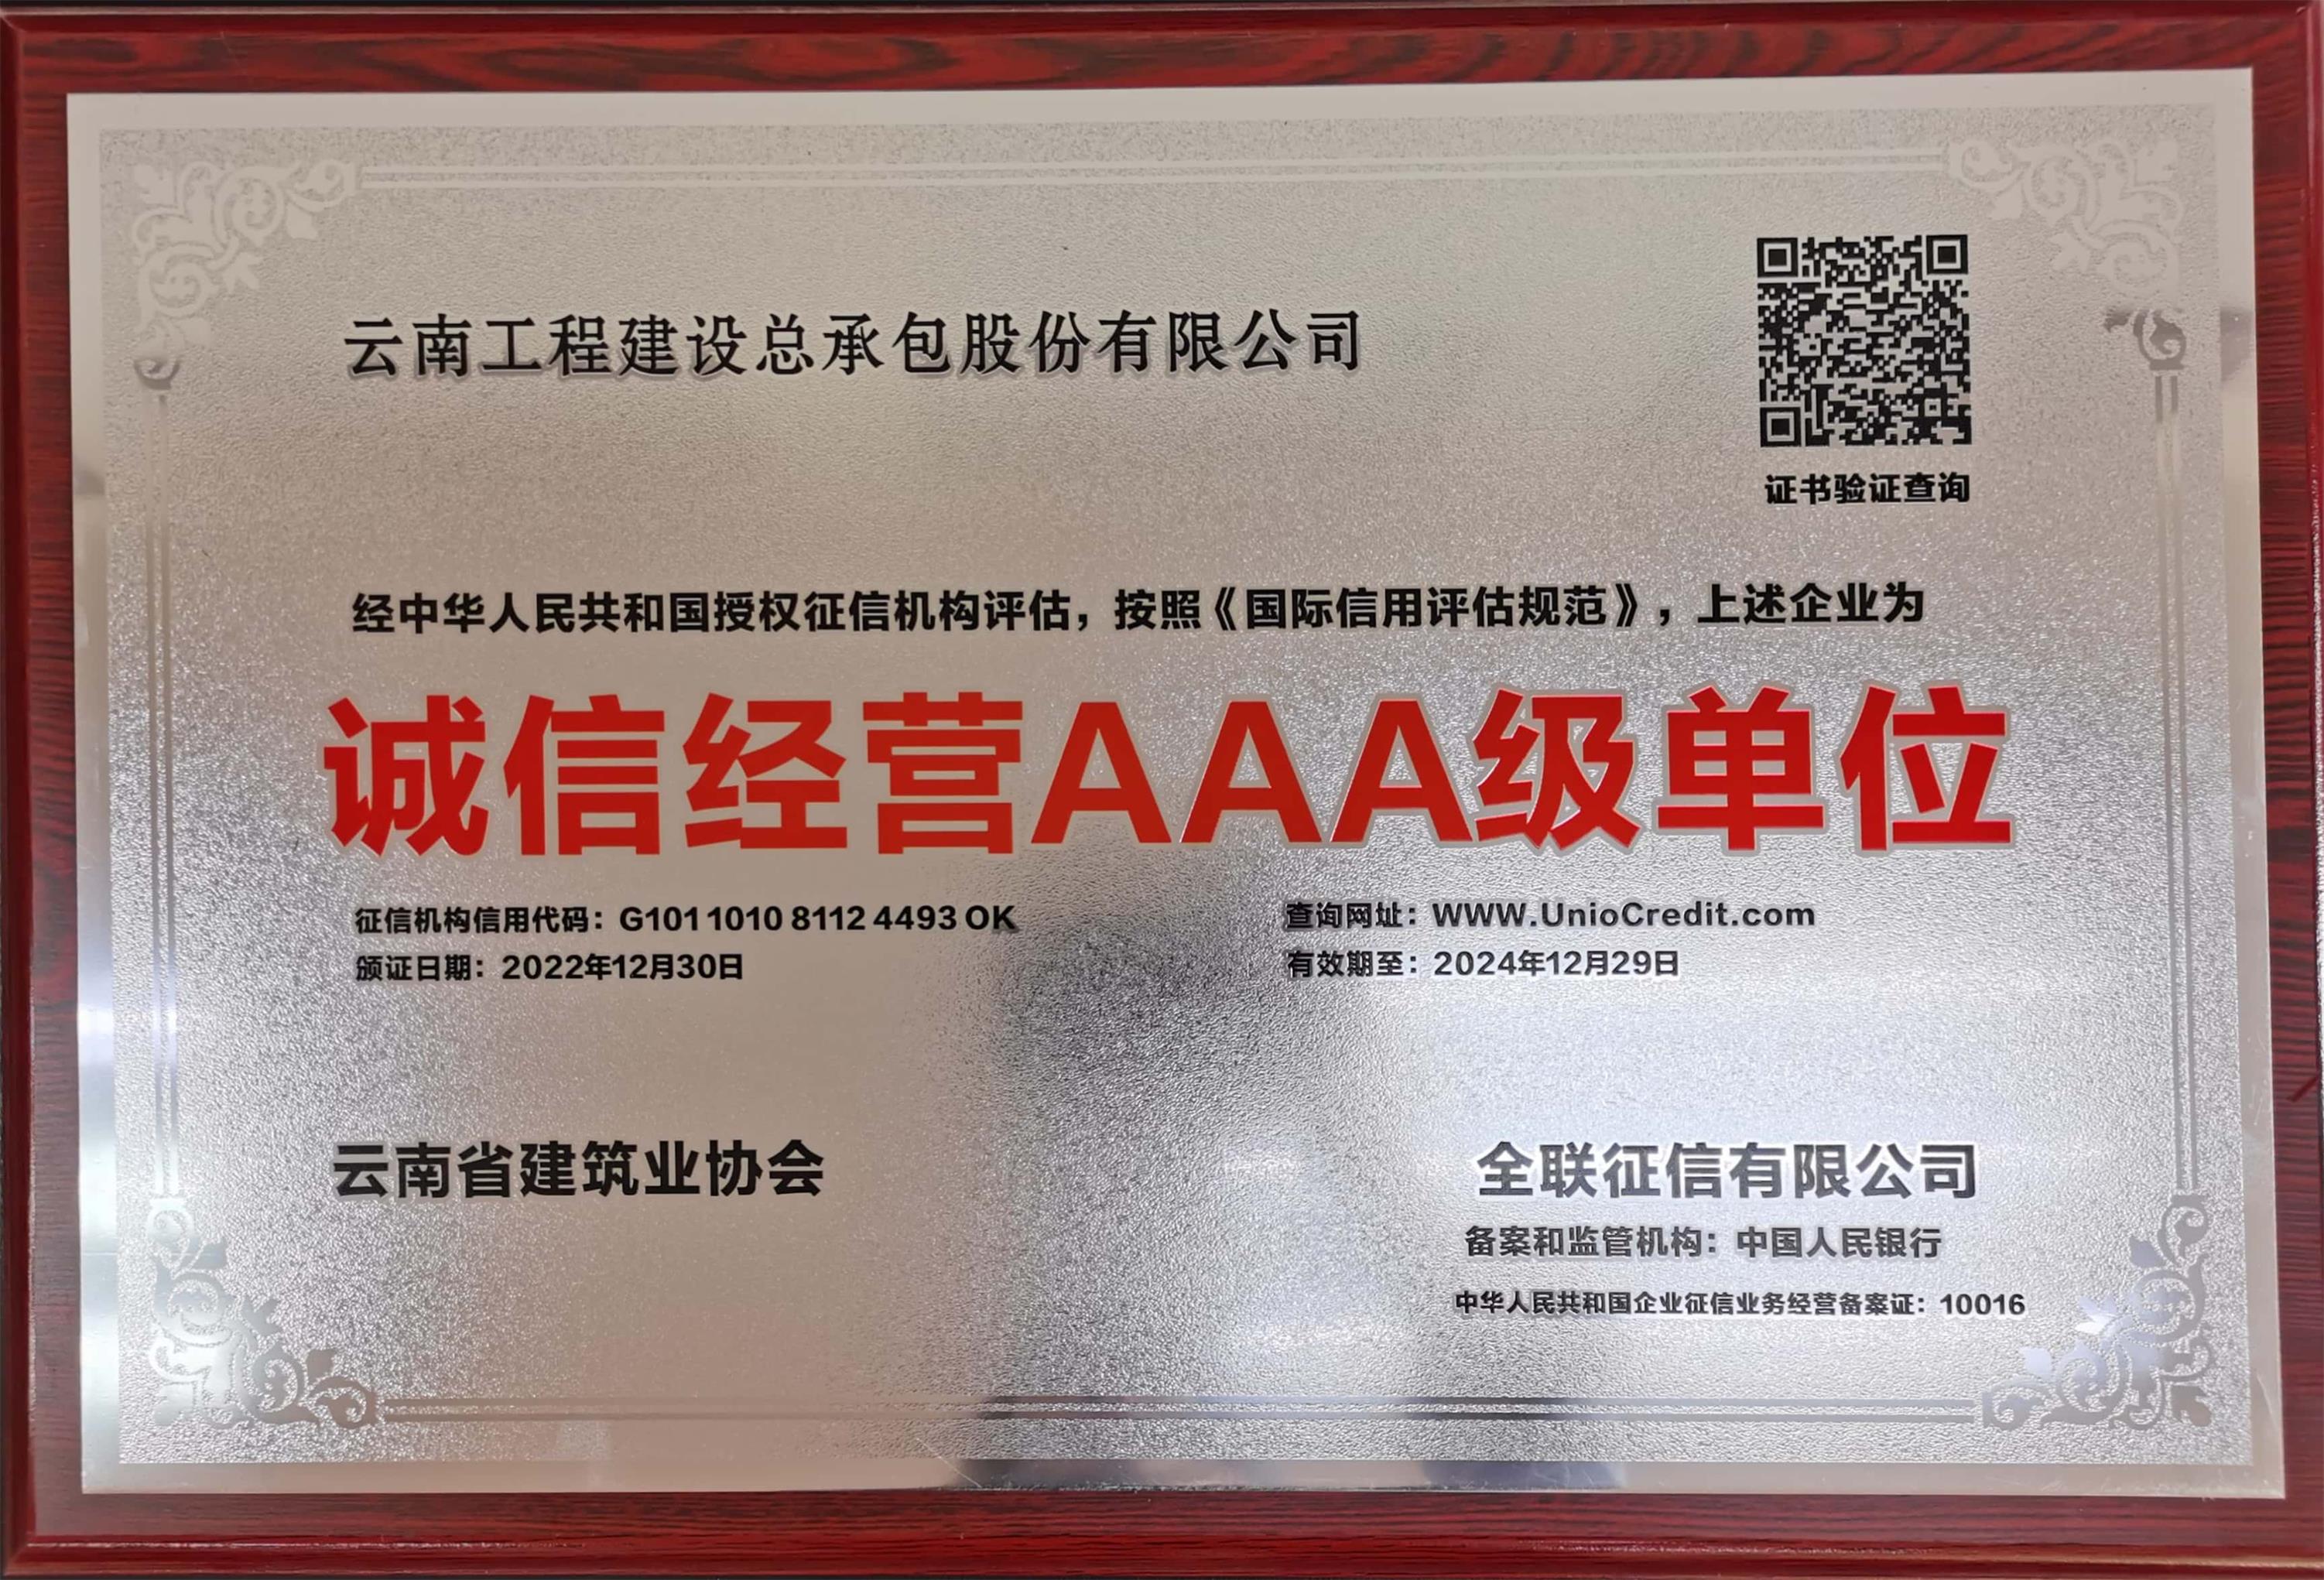 云南工程建设总承包股份有限公司
证书验证查询
经中华人民共和国授权征信机构评估，按照《国际信用评估规范》，上述企业为
诚信经营AAA级单位
征信机构信用代码：G101 1010 8112 4493 OK
查询网址：WWW.UnioCredit.com
颁证日期：2022年12月30日
有效期至：2024年12月29日
云南省建筑业协会
全联征信有限公司
备案和监管机构：中国人民银行
中华人民共和国企业征信业务经营备案证：10016